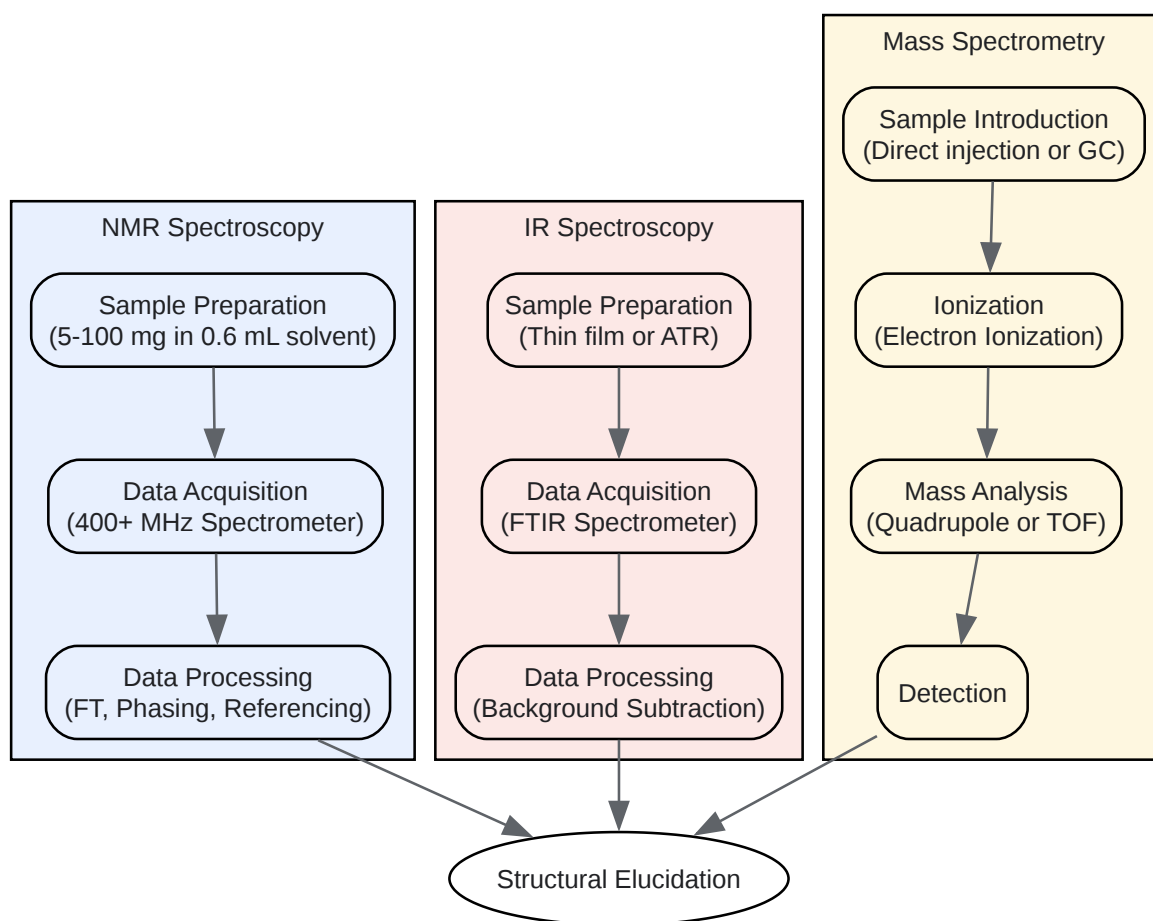 Mass Spectrometry
Sample Introduction
(Direct injection or GC)
NMR Spectroscopy
IR Spectroscopy
Sample Preparation
(5-100 mg in 0.6 mL solvent)
Sample Preparation
(Thin film or ATR)
Ionization
(Electron Ionization)
Data Acquisition
(400+ MHz Spectrometer)
Data Acquisition
(FTIR Spectrometer)
Mass Analysis
(Quadrupole or TOF)
Data Processing
(FT, Phasing, Referencing)
Data Processing
(Background Subtraction)
Detection
Structural Elucidation